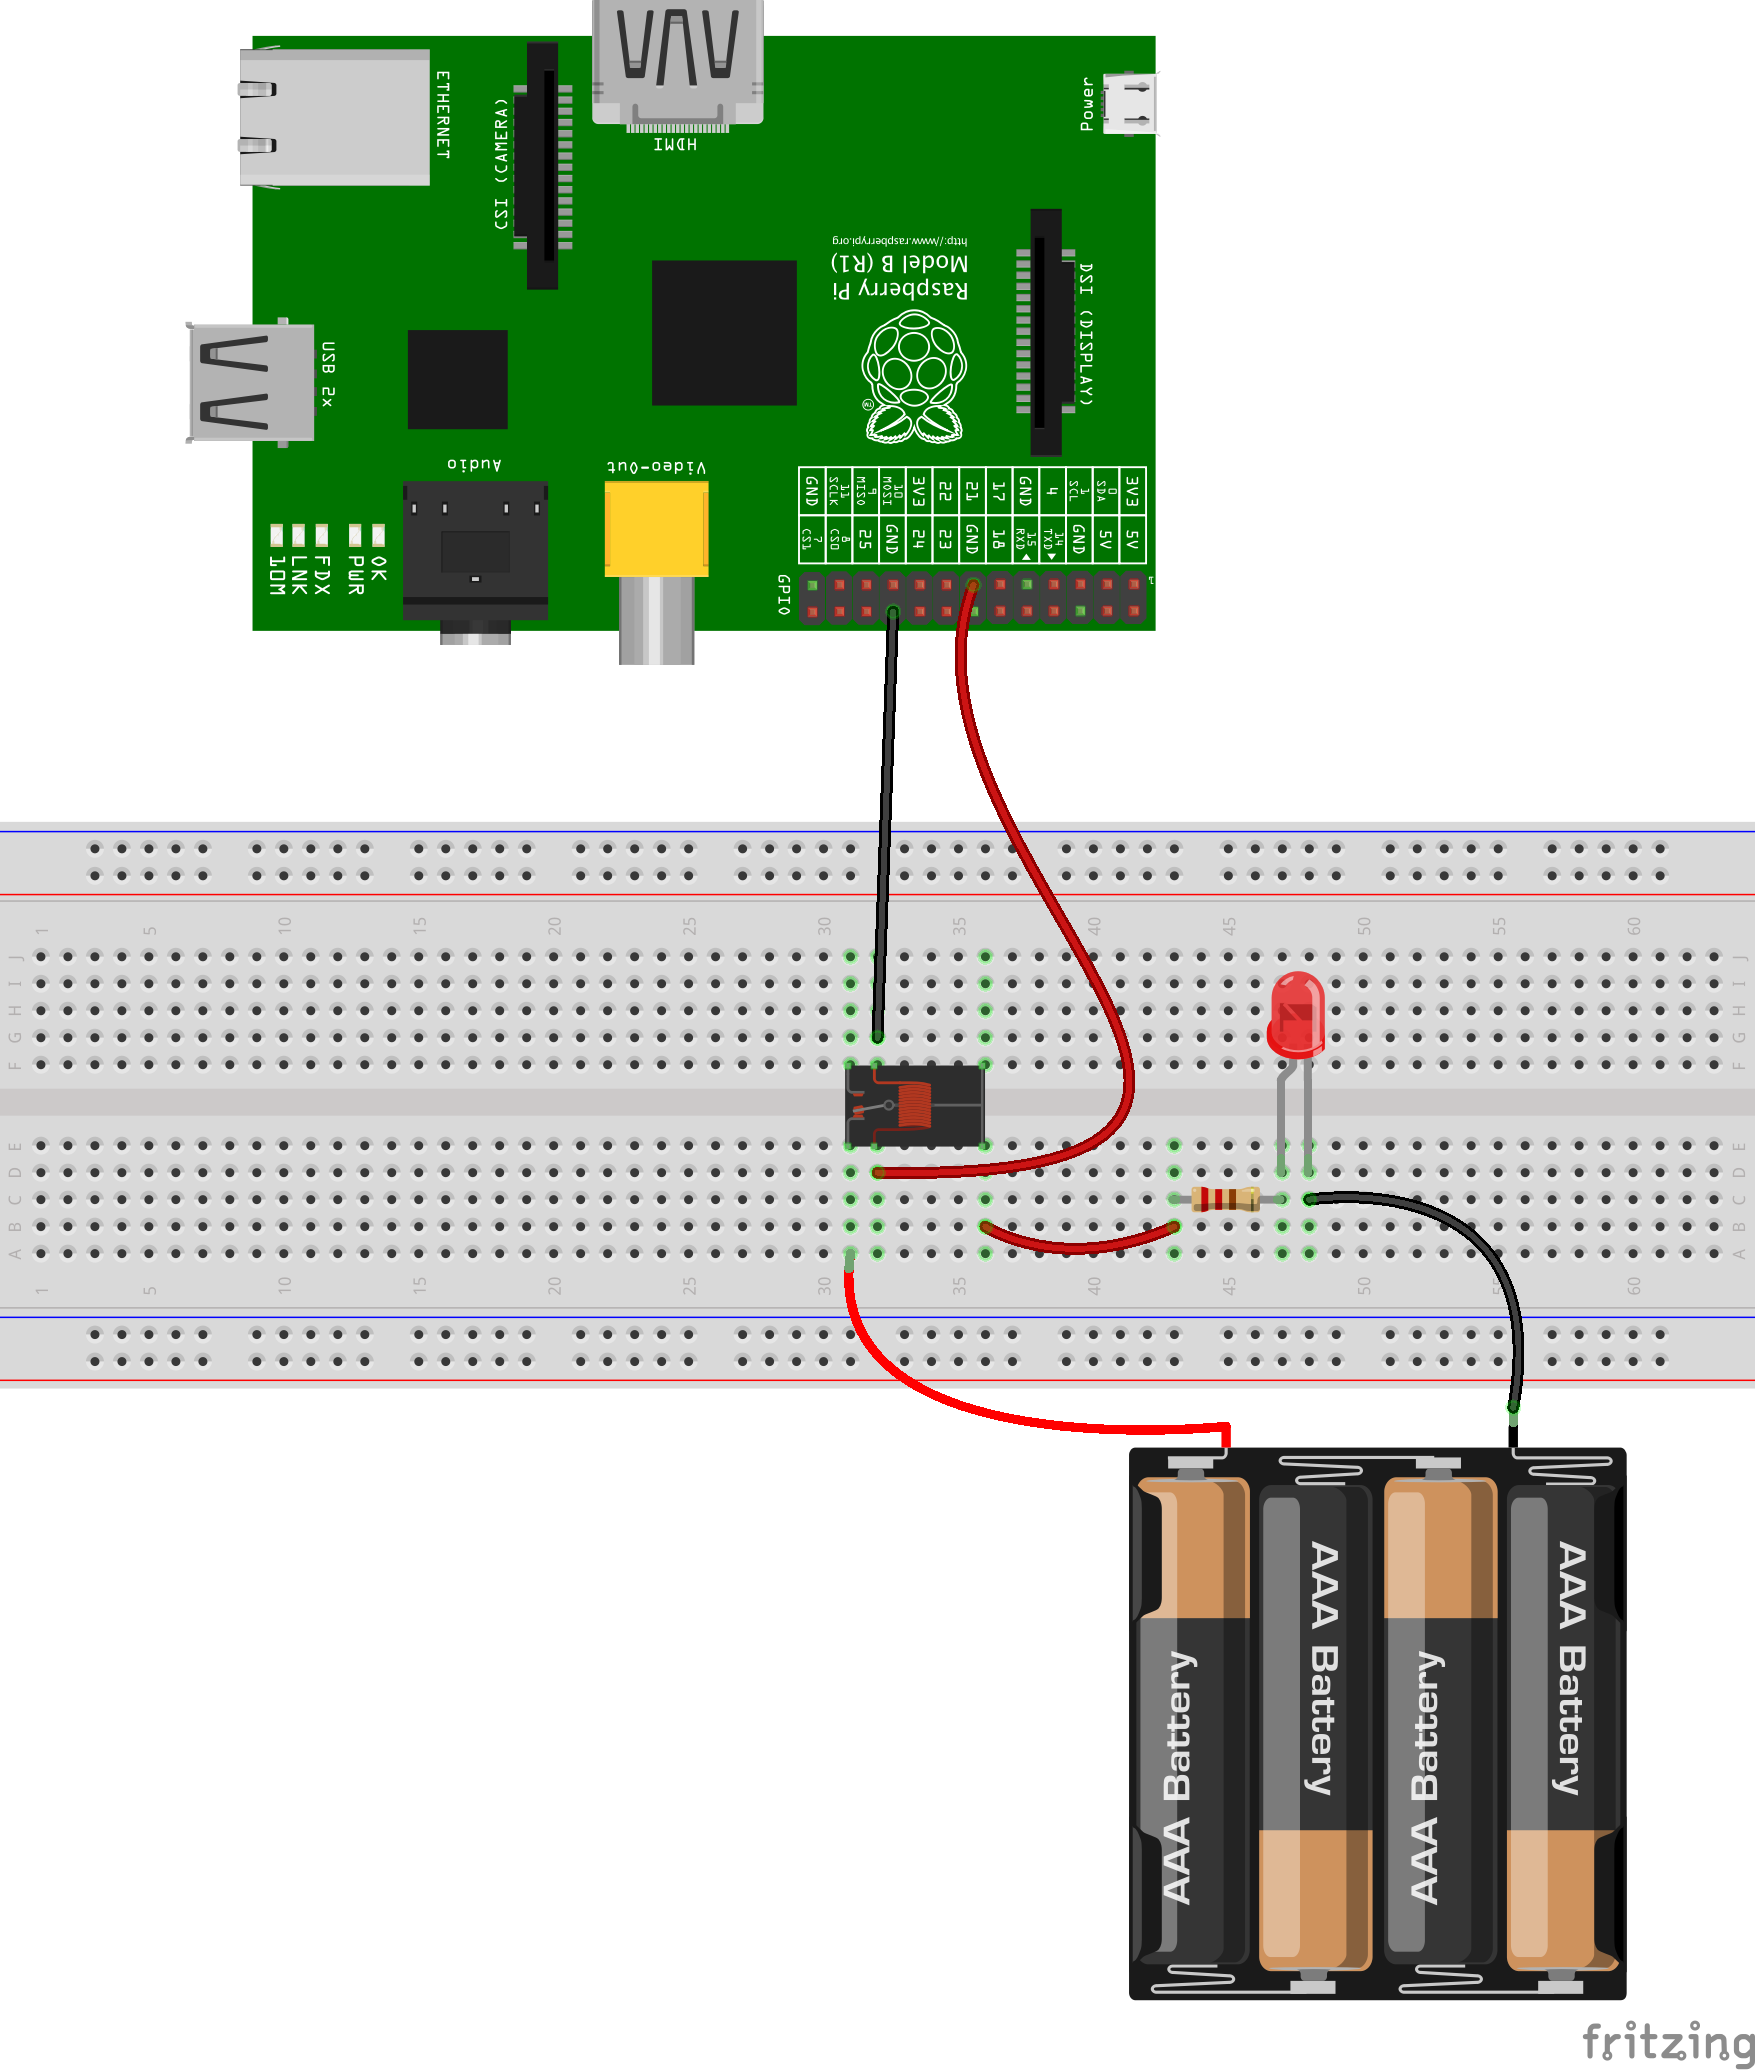 ETHERNET
CSI (CAMERA)
HDMI
Power
http://www.raspberrypi.org
Model B (R1)
Raspberry Pi
TM
DSI (DISPLAY)
USB 2x
Audio
Video-Out
GND 11 SCLK 9 MISO 10 MOSI 3V3 22 21 17 GND 4 1 SCL 0 SDA 3V3
7 CS1 8 CS0 25 GND 24 23 GND 18 15 RXD 14 TXD GND 5V 5V
10M LNK FDX PWR OK
GPIO
1
1 5 10 15 20 25 30 35 40 45 50 55 60
J J
I I
H H
G G
F F
E E
D D
C C
B B
A A
1 5 10 15 20 25 30 35 40 45 50 55 60
AAA Battery
AAA Battery
AAA Battery
AAA Battery
fritzing